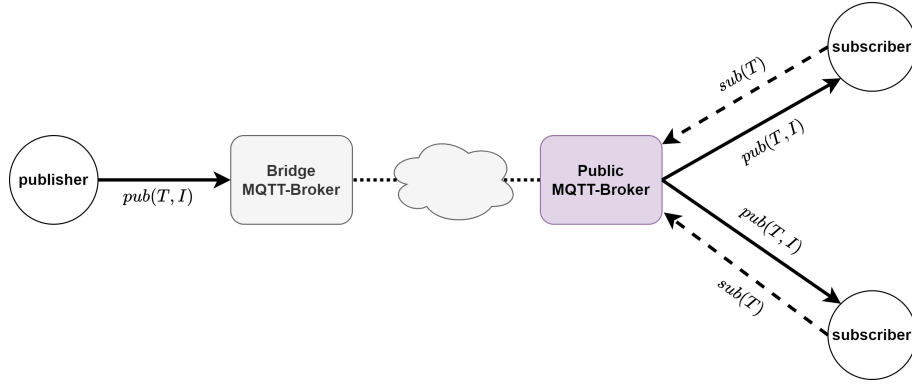 publisher
pub(T, I)
Bridge
MQTT-Broker
Public
MQTT-Broker
sub(T)
pub(T, I)
subscriber
pub(T, I)
sub(T)
subscriber